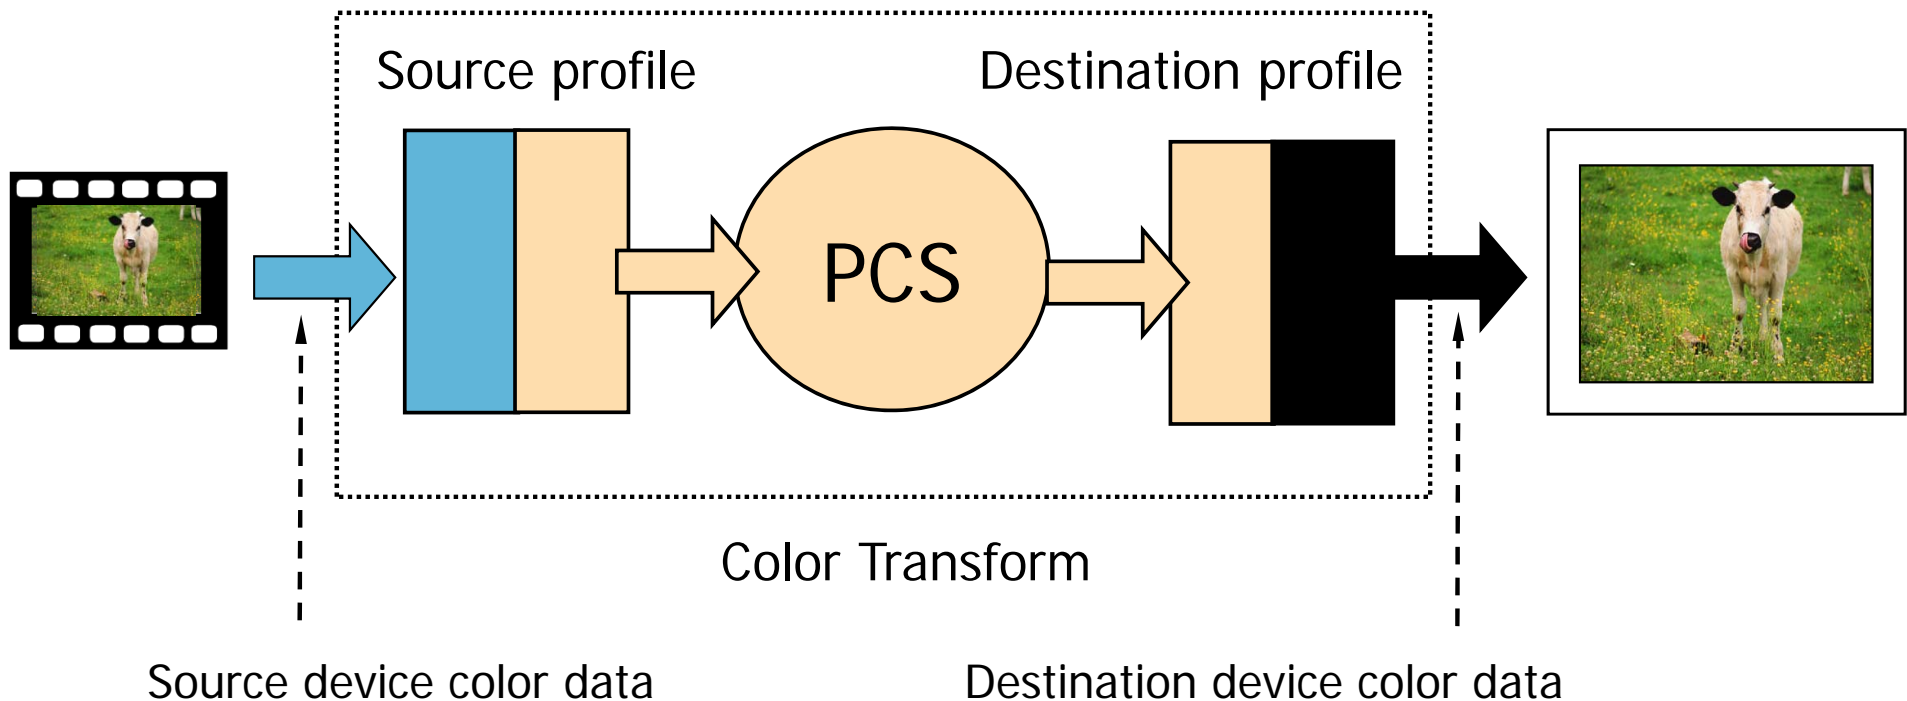 Source profile
Destination profile
PCS
Color Transform
Source device color data
Destination device color data